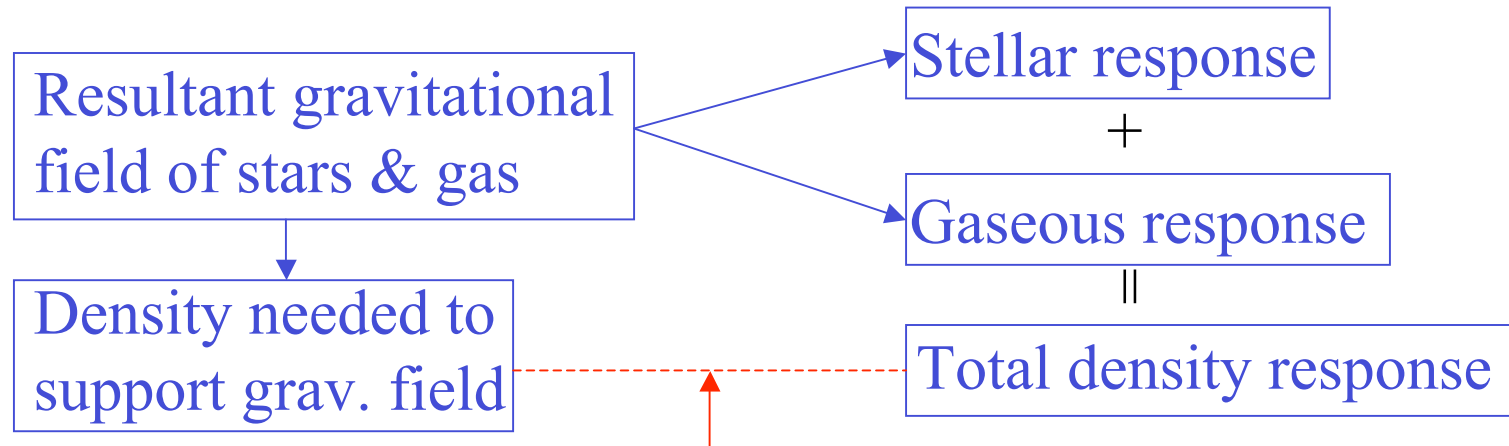 Resultant gravitational
field of stars & gas
Density needed to
support grav. field
Stellar response
+
Gaseous response
||
Total density response